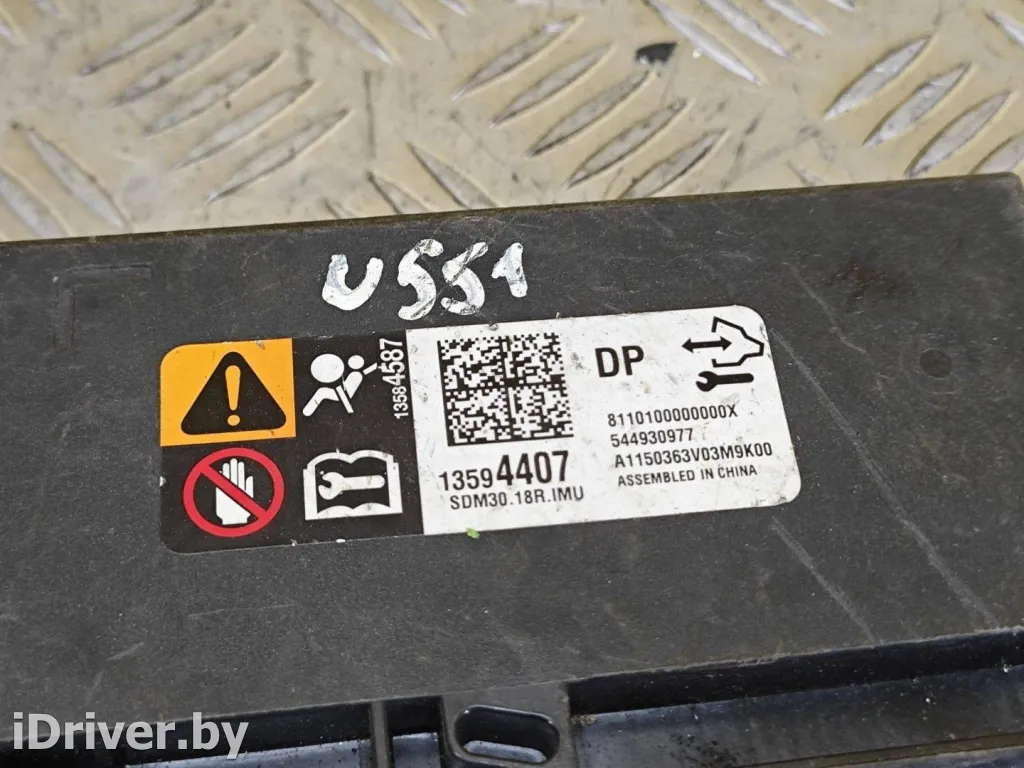 U551
13584587
DP
8110100000000X
544930977
A1150363V03M9K00
ASSEMBLED IN CHINA
13594407
SDM30.18R.IMU
iDriver.by